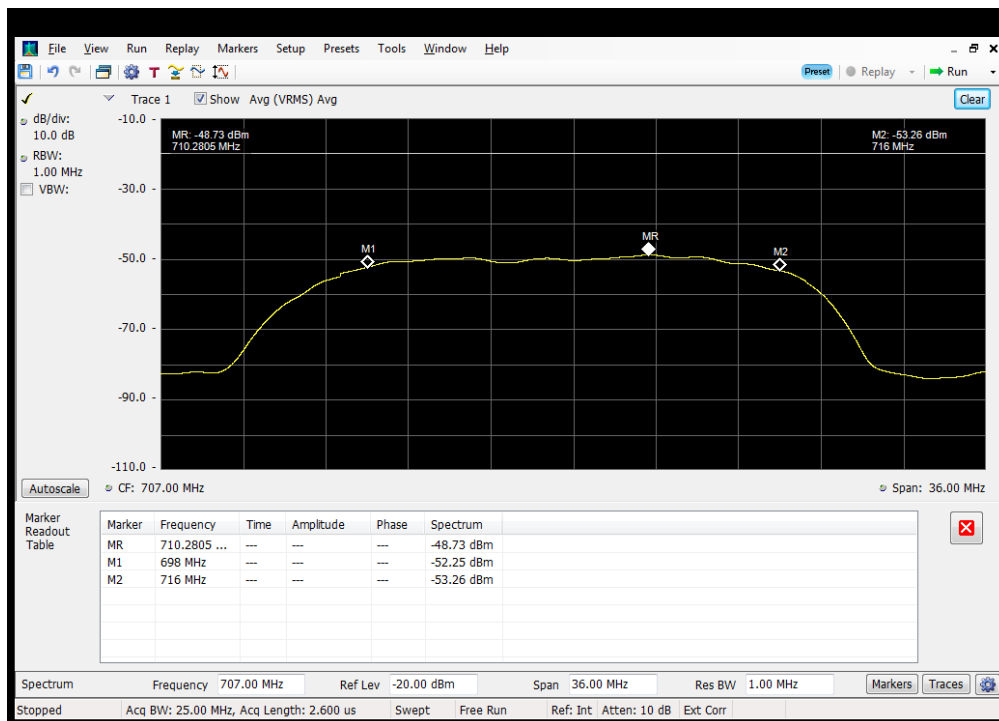 File View Run Replay Markers Setup Presets Tools Window Help
T Preset Replay Run
Trace 1 Show Avg (VRMS) Avg Clear
dB/div:
10.0 dB
RBW:
1.00 MHz
VBW:
-10.0
-30.0
-50.0
-70.0
-90.0
-110.0
MR: -48.73 dBm
710.2805 MHz
M2: -53.26 dBm
716 MHz
M1
MR
M2
Autoscale CF: 707.00 MHz Span: 36.00 MHz
Marker
Readout
Table
Marker Frequency Time Amplitude Phase Spectrum
MR 710.2805 ... --- --- --- -48.73 dBm
M1 698 MHz --- --- --- -52.25 dBm
M2 716 MHz --- --- --- -53.26 dBm
Spectrum Frequency 707.00 MHz Ref Lev -20.00 dBm Span 36.00 MHz Res BW 1.00 MHz Markers Traces
Stopped Acq BW: 25.00 MHz, Acq Length: 2.600 us Swept Free Run Ref: Int Atten: 10 dB Ext Corr